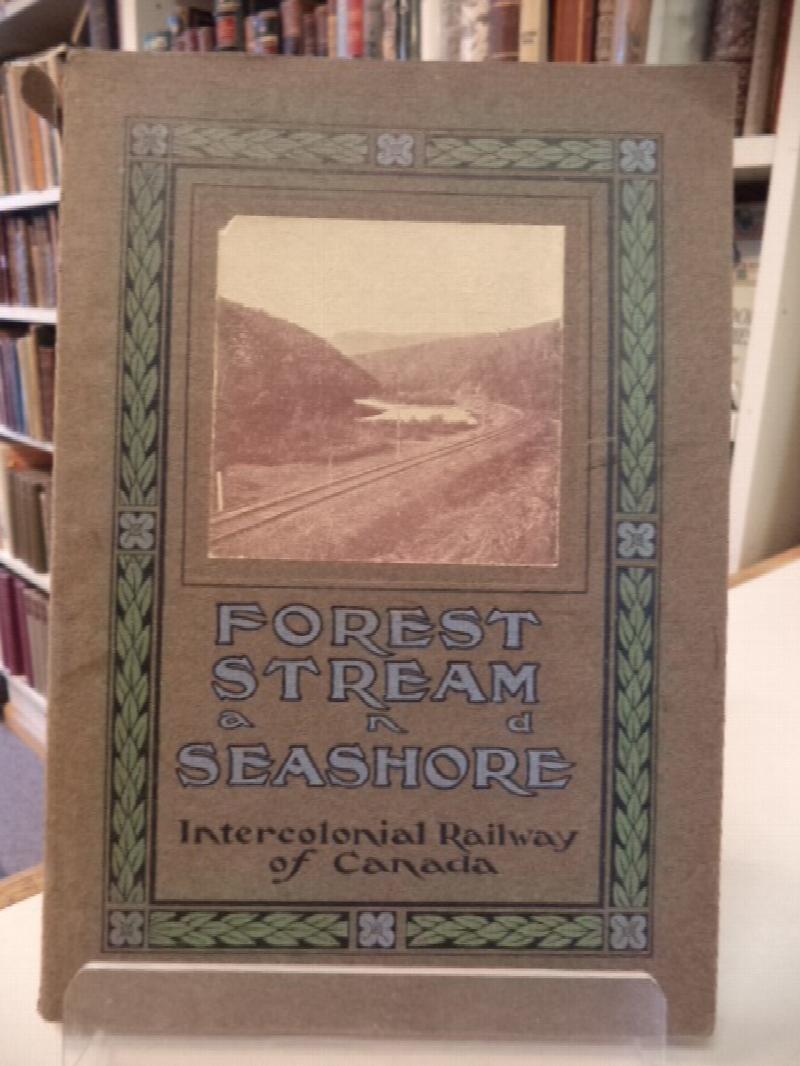 FOREST
STREAM
and
SEASHORE
Intercolonial Railway
of Canada